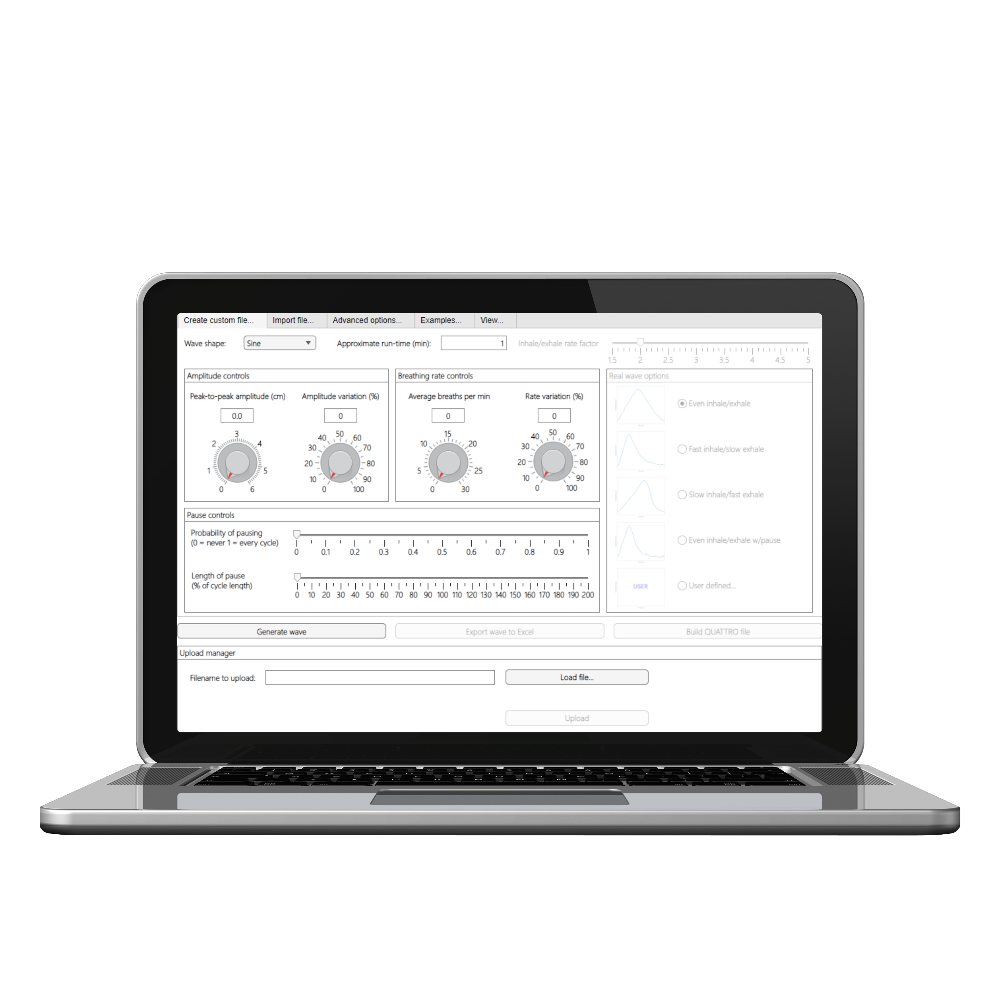 Create custom file... Import file... Advanced options... Examples... View...
Wave shape: Sine Approximate run-time (min): 1 Inhale/exhale rate factor
1.5 2 2.5 3 3.5 4 4.5 5
Amplitude controls
Peak-to-peak amplitude (cm) Amplitude variation (%)
0.0 0
0 1 2 3 4 5 6
0 10 20 30 40 50 60 70 80 90 100
Breathing rate controls
Average breaths per min Rate variation (%)
0 0
0 5 10 15 20 25 30
0 10 20 30 40 50 60 70 80 90 100
Real wave options
Even inhale/exhale
Fast inhale/slow exhale
Slow inhale/fast exhale
Even inhale/exhale w/pause
USER User defined...
Pause controls
Probability of pausing
(0 = never 1 = every cycle)
0 0.1 0.2 0.3 0.4 0.5 0.6 0.7 0.8 0.9 1
Length of pause
(% of cycle length)
0 10 20 30 40 50 60 70 80 90 100 110 120 130 140 150 160 170 180 190 200
Generate wave Export wave to Excel Build QUATTRO file
Upload manager
Filename to upload: Load file...
Upload